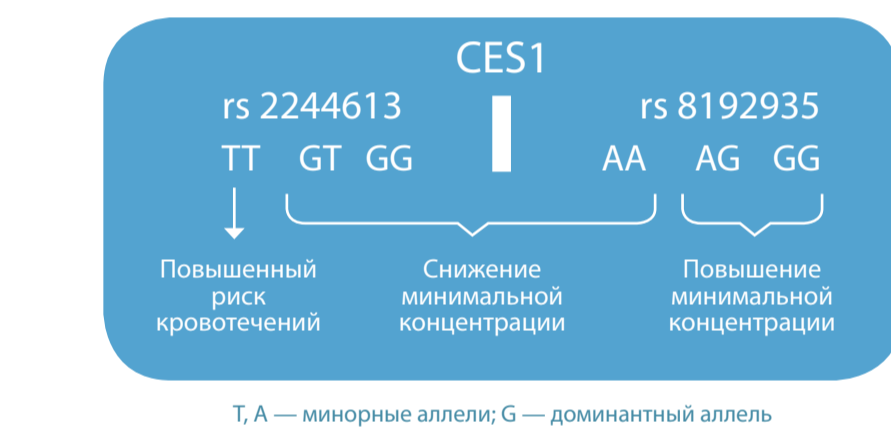 CES1
rs 2244613
rs 8192935
TT GT GG
AA AG GG
Повышенный
риск
кровотечений
Снижение
минимальной
концентрации
Повышение
минимальной
концентрации
T, A — минорные аллели; G — доминантный аллель